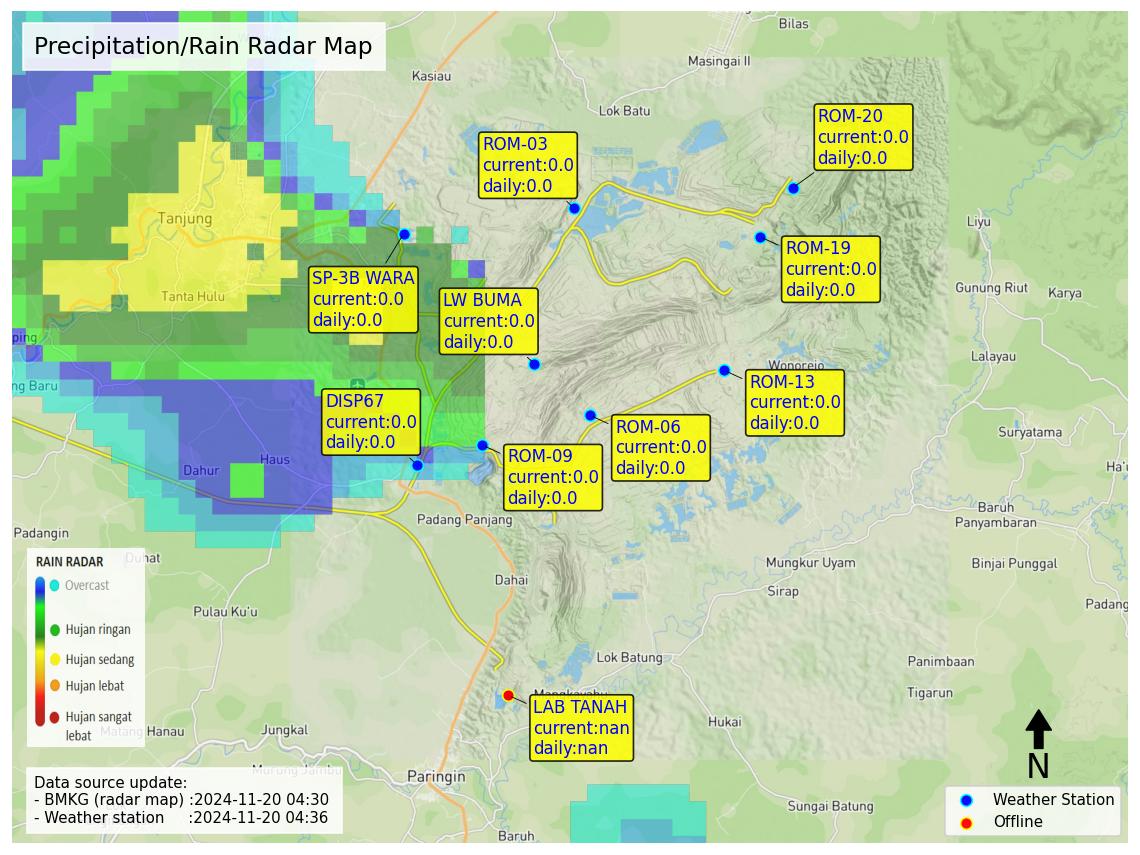 Precipitation/Rain Radar Map
Bilas
Masingai II
Kasiau
Lok Batu
ROM-20
current:0.0
daily:0.0
ROM-03
current:0.0
daily:0.0
Tanjung
Liyu
ROM-19
current:0.0
daily:0.0
SP-3B WARA
current:0.0
daily:0.0
Tanta Hulu
LW BUMA
current:0.0
daily:0.0
Gunung Riut
Karya
ping
Lalayau
Wonorejo
ng Baru
ROM-13
current:0.0
daily:0.0
DISP67
current:0.0
daily:0.0
ROM-06
current:0.0
daily:0.0
Suryatama
ROM-09
current:0.0
daily:0.0
Haus
Dahur
Ha'u
Baruh
Panyambaran
Padang Panjang
Padangin
Duhat
Mungkur Uyam
Binjai Punggal
RAIN RADAR
Overcast
Hujan ringan
Hujan sedang
Hujan lebat
Hujan sangat
lebat
Dahai
Sirap
Padang
Pulau Ku'u
Lok Batung
Panimbaan
Tigarun
LAB TANAH
current:nan
daily:nan
Hukai
Matang Hanau
Jungkal
Murung Jambu
Paringin
N
Data source update:
- BMKG (radar map) :2024-11-20 04:30
- Weather station :2024-11-20 04:36
Sungai Batung
Baruh
Weather Station
Offline